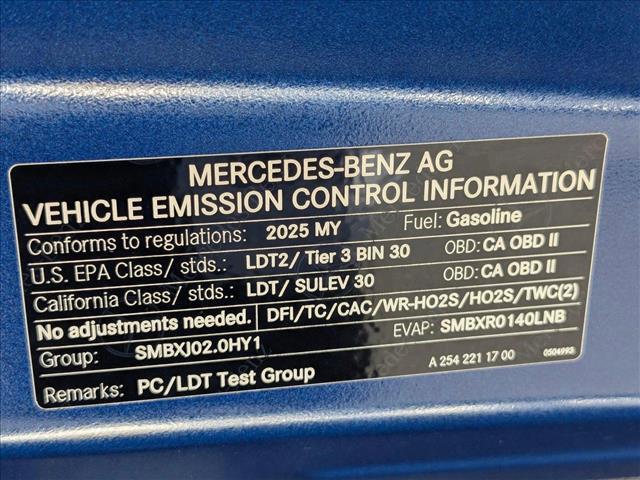 MERCEDES-BENZ AG
VEHICLE EMISSION CONTROL INFORMATION
Conforms to regulations: 2025 MY Fuel: Gasoline
U.S. EPA Class/ stds.: LDT2/ Tier 3 BIN 30 OBD: CA OBD II
California Class/ stds.: LDT/ SULEV 30 OBD: CA OBD II
No adjustments needed. DFI/TC/CAC/WR-HO2S/HO2S/TWC(2)
Group: SMBXJ02.0HY1 EVAP: SMBXR0140LNB
A 254 221 17 00 0504993
Remarks: PC/LDT Test Group